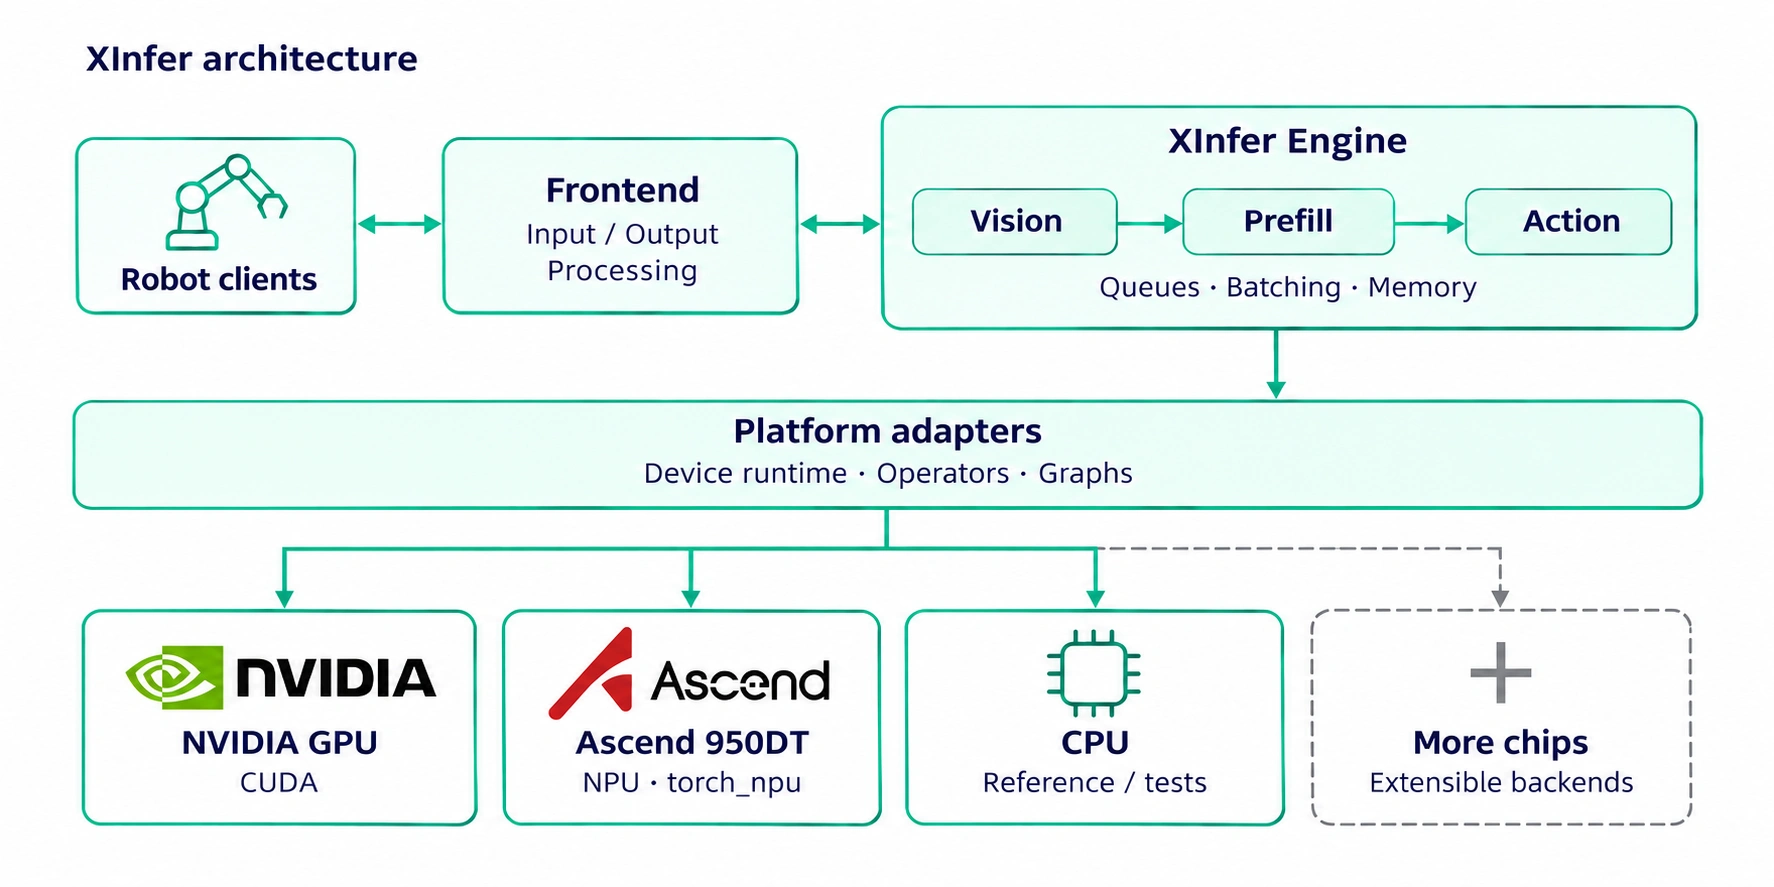 XInfer architecture
Robot clients
Frontend
Input / Output
Processing
XInfer Engine
Vision
Prefill
Action
Queues · Batching · Memory
Platform adapters
Device runtime · Operators · Graphs
NVIDIA
NVIDIA GPU
CUDA
Ascend
Ascend 950DT
NPU · torch_npu
CPU
Reference / tests
More chips
Extensible backends